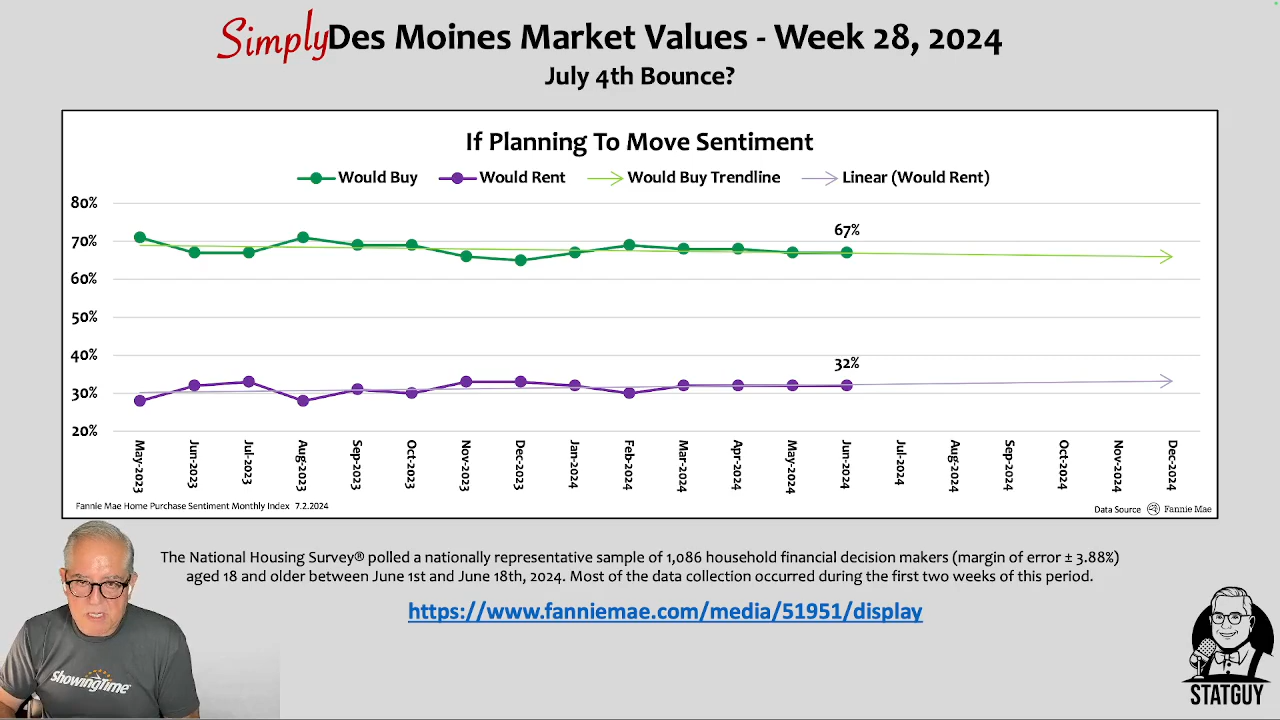 Simply Des Moines Market Values - Week 28, 2024
July 4th Bounce?
If Planning To Move Sentiment
Would Buy Would Rent Would Buy Trendline Linear (Would Rent)
80%
70%
60%
50%
40%
30%
20%
67%
32%
May-2023 Jun-2023 Jul-2023 Aug-2023 Sep-2023 Oct-2023 Nov-2023 Dec-2023 Jan-2024 Feb-2024 Mar-2024 Apr-2024 May-2024 Jun-2024 Jul-2024 Aug-2024 Sep-2024 Oct-2024 Nov-2024 Dec-2024
Fannie Mae Home Purchase Sentiment Monthly Index 7.2.2024
Data Source Fannie Mae
The National Housing Survey® polled a nationally representative sample of 1,086 household financial decision makers (margin of error ± 3.88%)
aged 18 and older between June 1st and June 18th, 2024. Most of the data collection occurred during the first two weeks of this period.
https://www.fanniemae.com/media/51951/display
ShowingTime
STATGUY